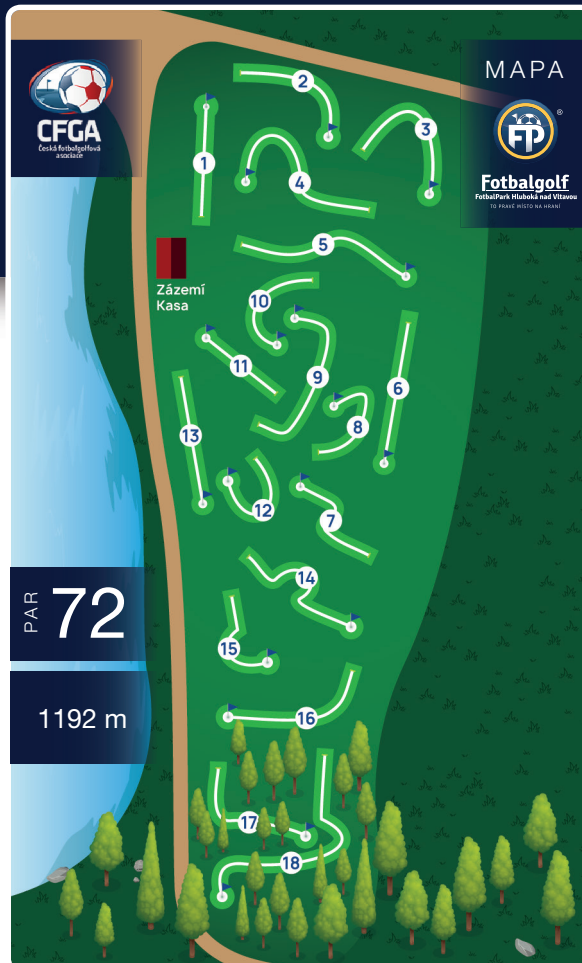 CFGA
Česká fotbalgolfová
asociace
MAPA
FP
®
Fotbalgolf
FotbalPark Hluboká nad Vltavou
TO PRAVÉ MÍSTO NA HRANÍ
2
3
1
4
5
Zázemí
Kasa
10
11
9
6
13
8
12
7
14
PAR 72
15
1192 m
16
17
18